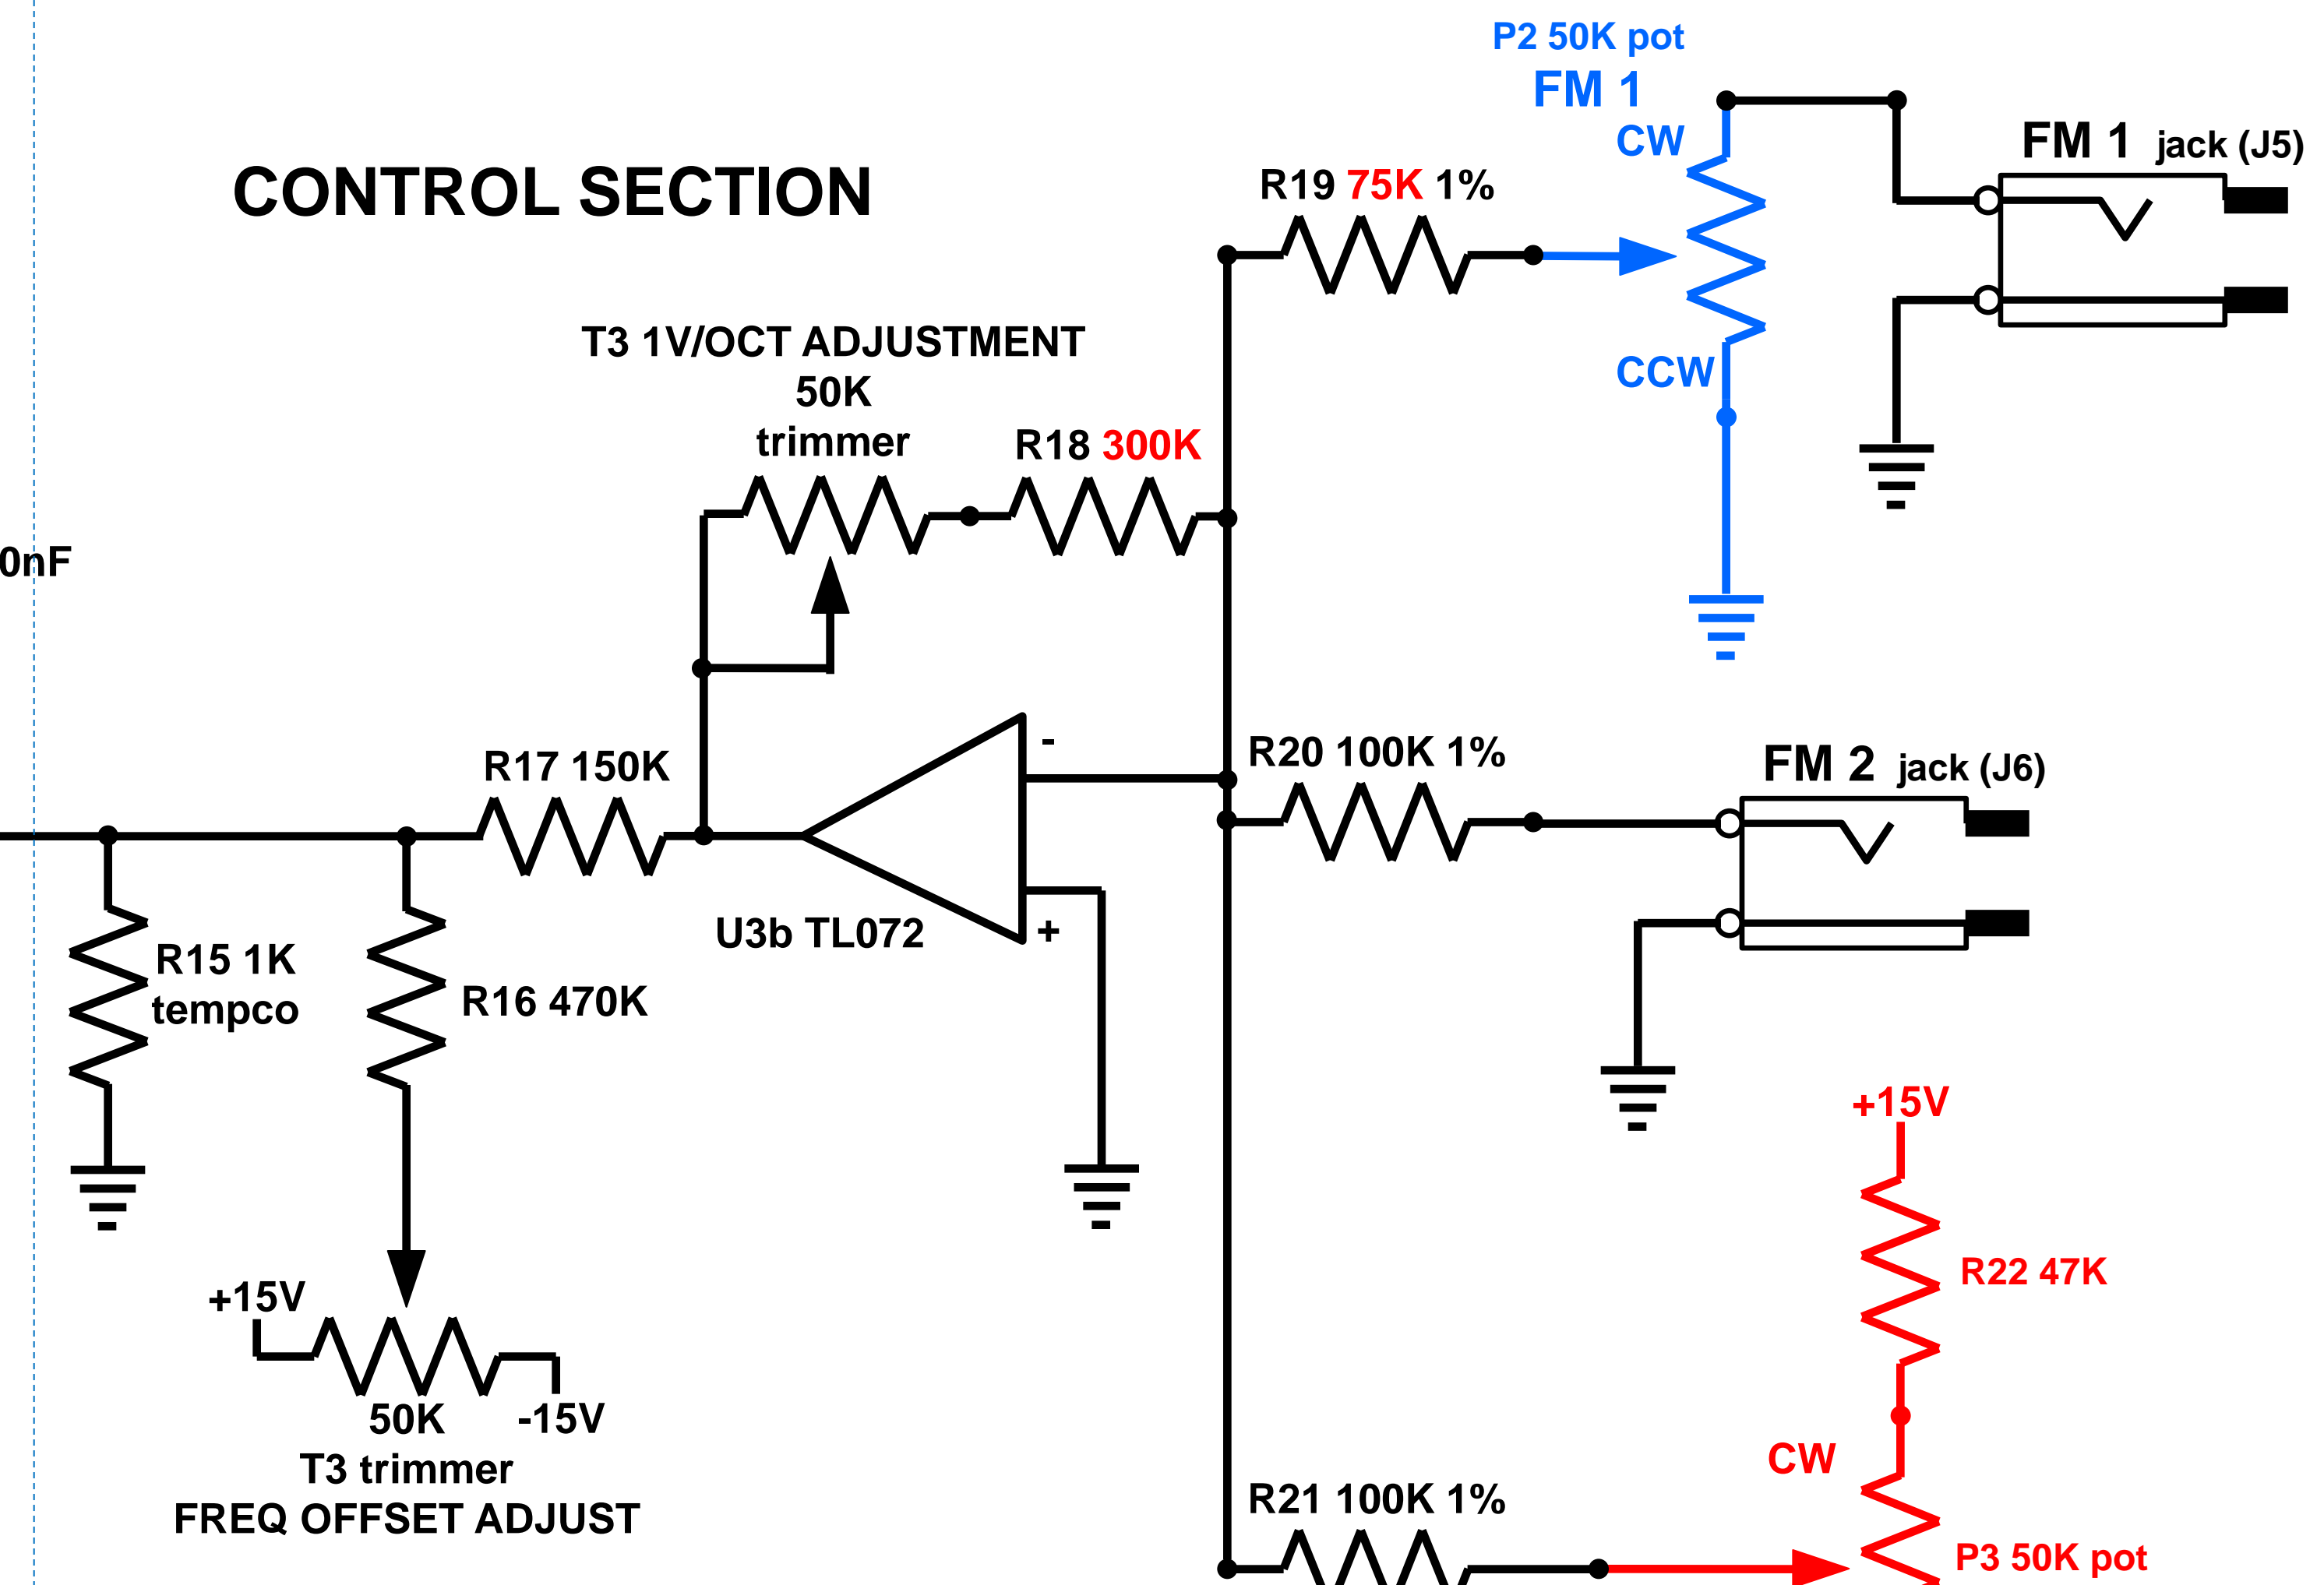 P2 50K pot
FM 1
CW
FM 1 jack (J5)
CONTROL SECTION
R19 75K 1%
T3 1V/OCT ADJUSTMENT
50K
trimmer
R18 300K
CCW
0nF
-
R17 150K
R20 100K 1%
FM 2 jack (J6)
U3b TL072
+
R15 1K
tempco
R16 470K
+15V
R22 47K
+15V
50K
-15V
T3 trimmer
FREQ OFFSET ADJUST
CW
R21 100K 1%
P3 50K pot